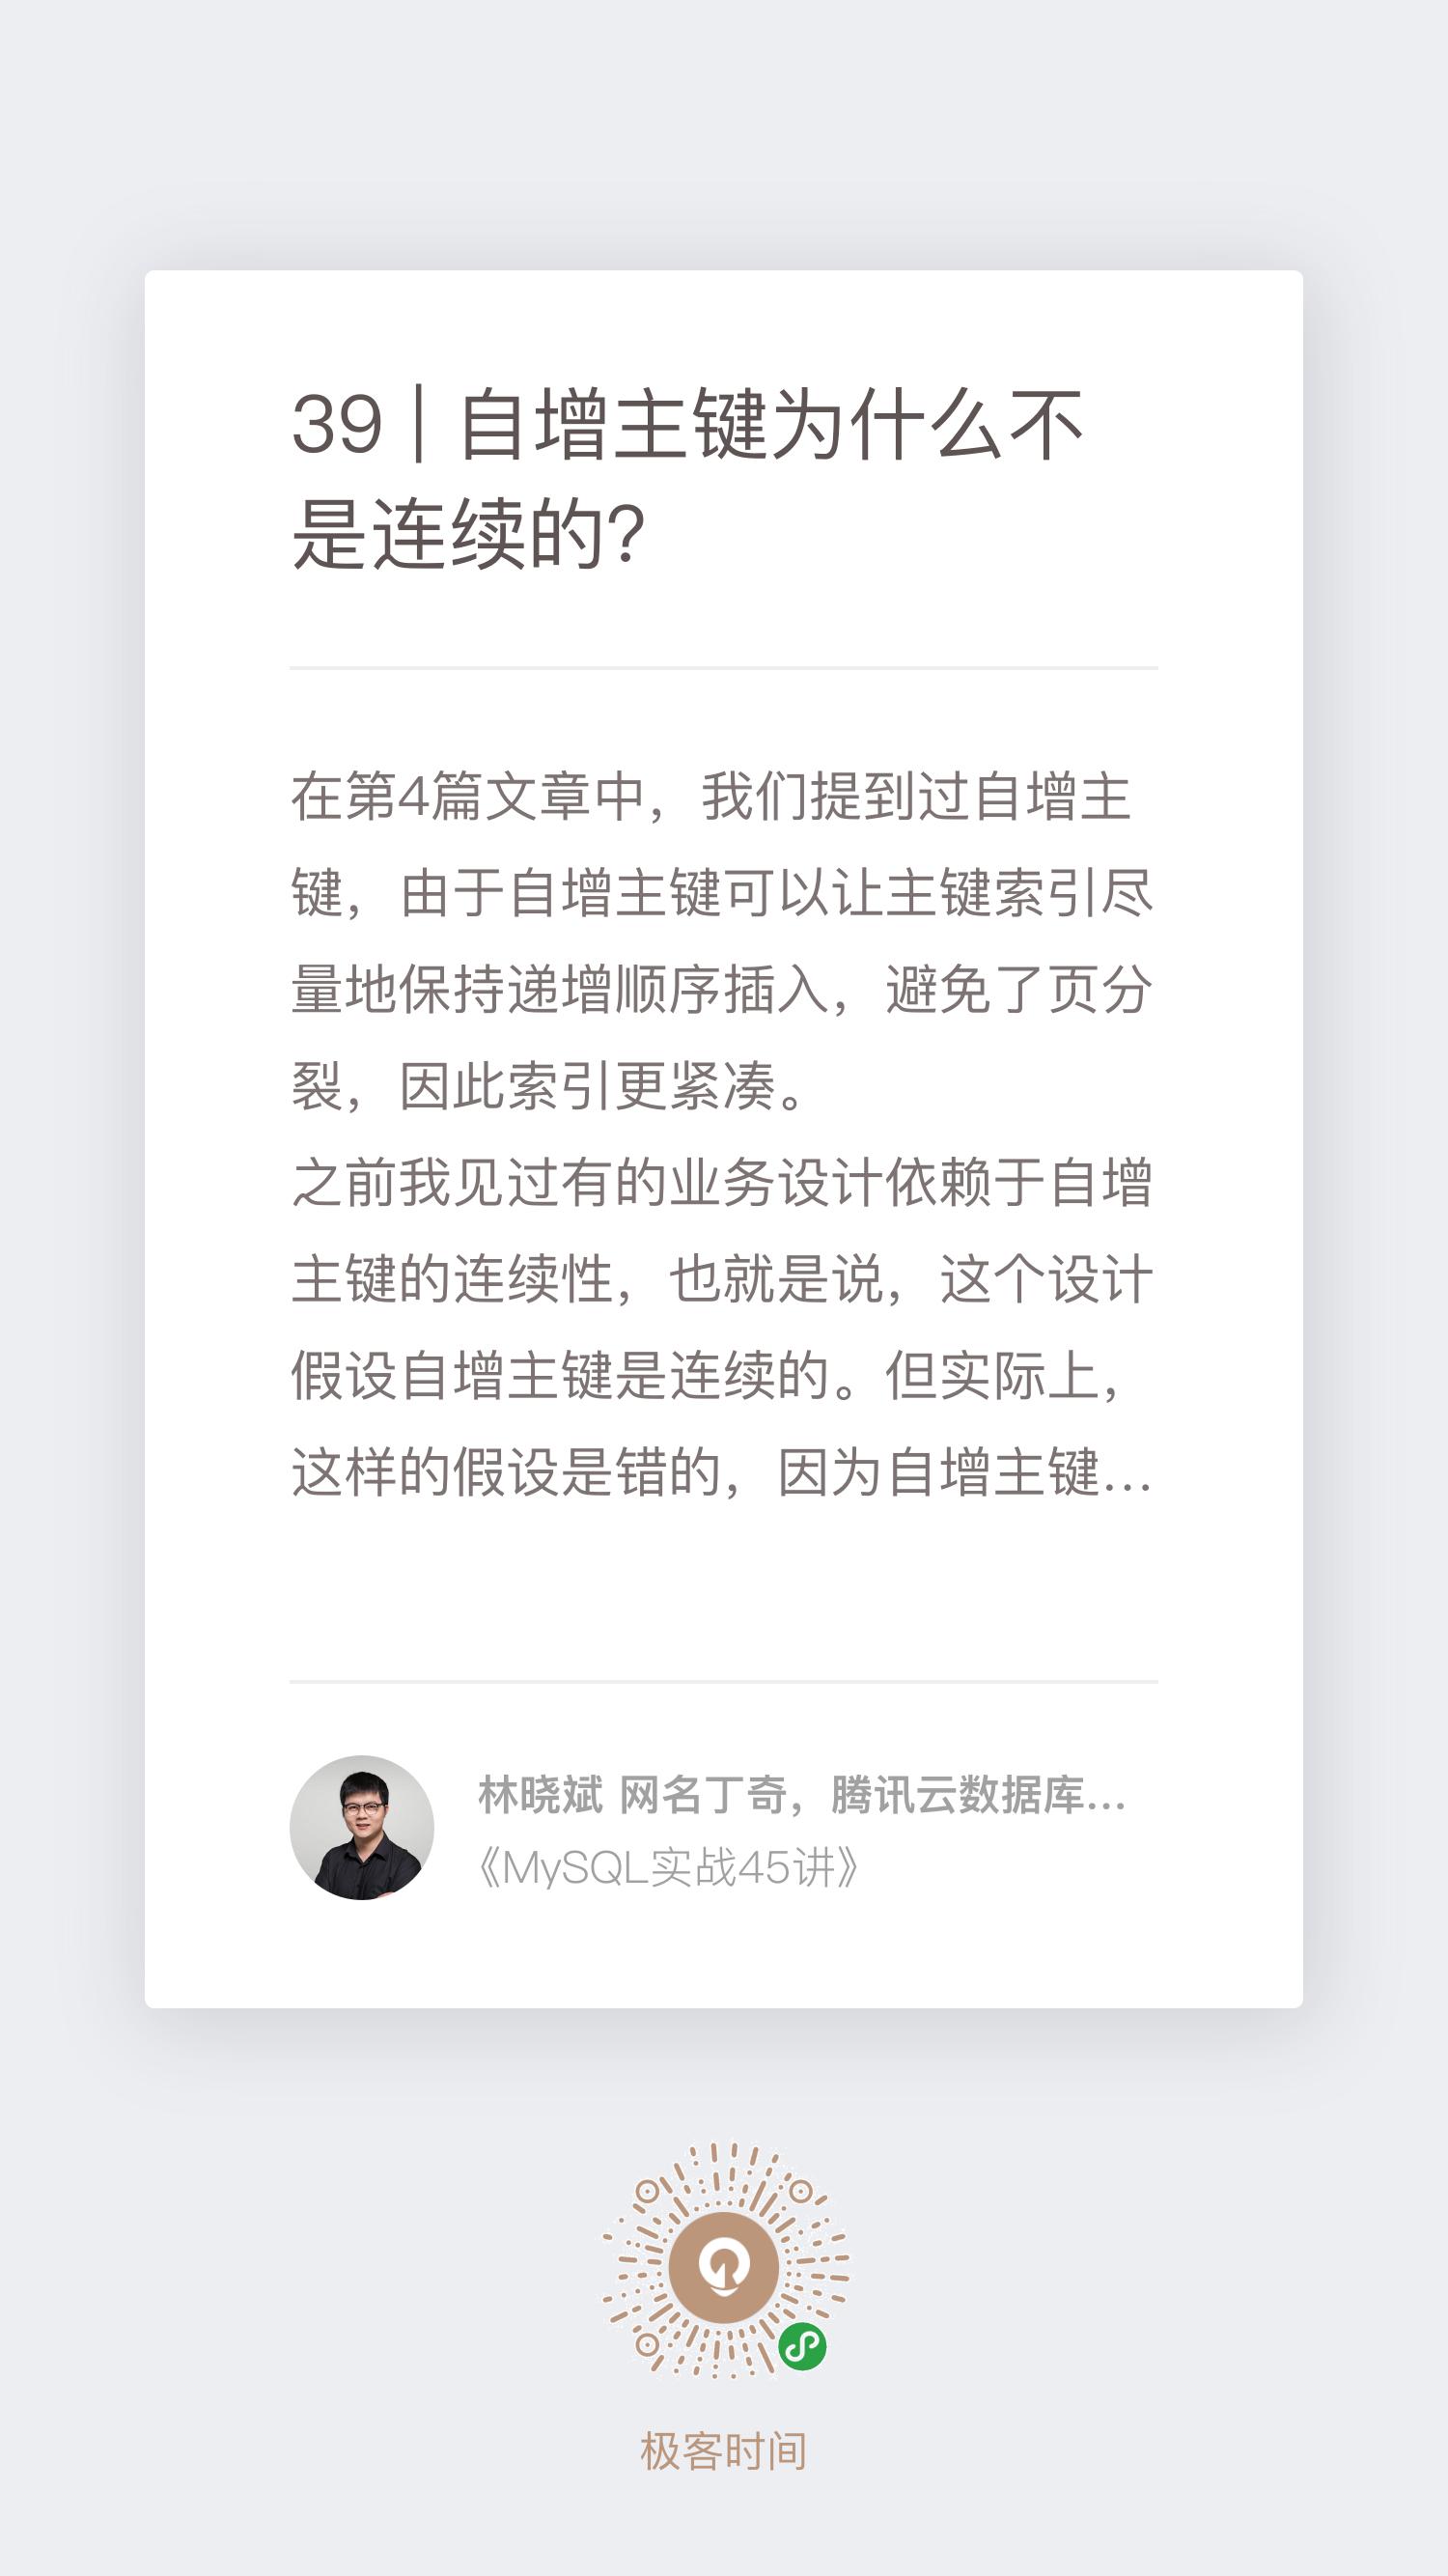 39 | 自增主键为什么不
是连续的?
在第4篇文章中，我们提到过自增主
键，由于自增主键可以让主键索引尽
量地保持递增顺序插入，避免了页分
裂，因此索引更紧凑。
之前我见过有的业务设计依赖于自增
主键的连续性，也就是说，这个设计
假设自增主键是连续的。但实际上，
这样的假设是错的，因为自增主键...
林晓斌 网名丁奇，腾讯云数据库...
《MySQL实战45讲》
极客时间